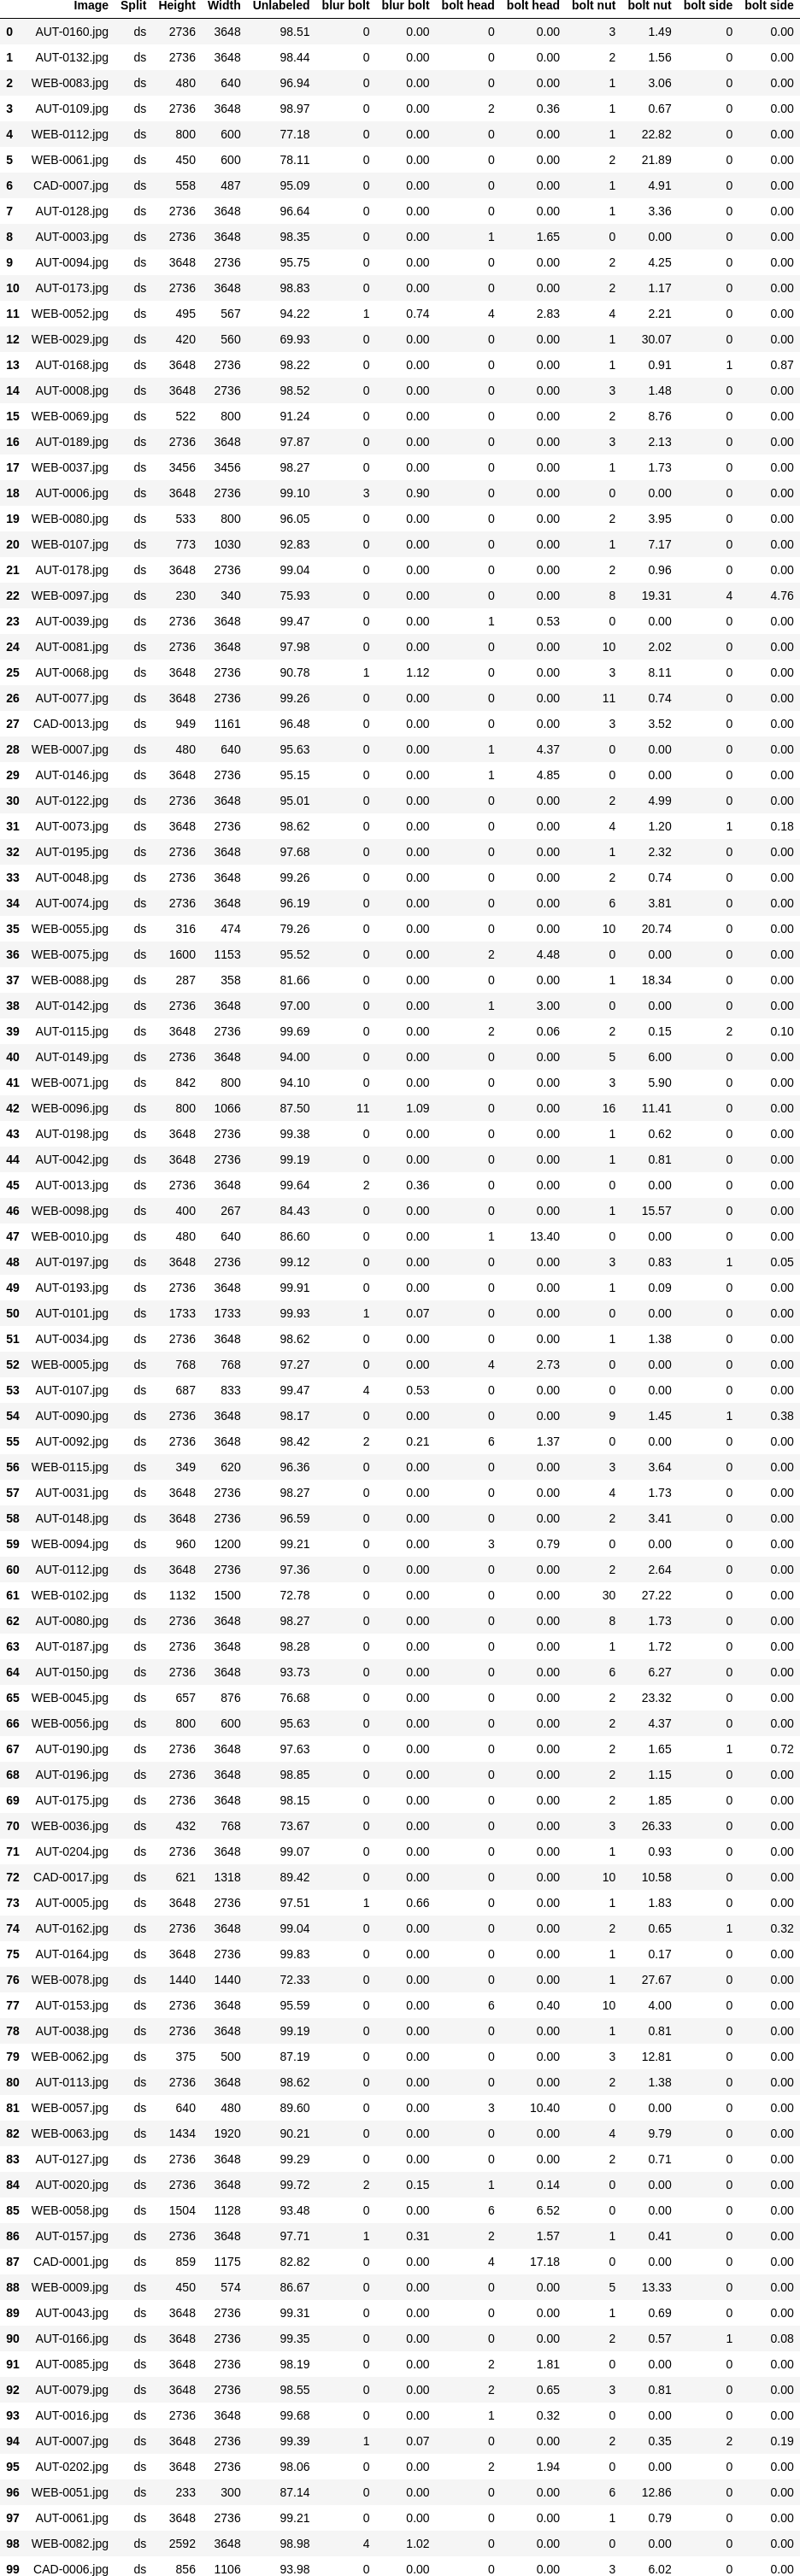 Image Split Height Width Unlabeled blur bolt blur bolt bolt head bolt head bolt nut bolt nut bolt side bolt side
0 AUT-0160.jpg ds 2736 3648 98.51 0 0.00 0 0.00 3 1.49 0 0.00
1 AUT-0132.jpg ds 2736 3648 98.44 0 0.00 0 0.00 2 1.56 0 0.00
2 WEB-0083.jpg ds 480 640 96.94 0 0.00 0 0.00 1 3.06 0 0.00
3 AUT-0109.jpg ds 2736 3648 98.97 0 0.00 2 0.36 1 0.67 0 0.00
4 WEB-0112.jpg ds 800 600 77.18 0 0.00 0 0.00 1 22.82 0 0.00
5 WEB-0061.jpg ds 450 600 78.11 0 0.00 0 0.00 2 21.89 0 0.00
6 CAD-0007.jpg ds 558 487 95.09 0 0.00 0 0.00 1 4.91 0 0.00
7 AUT-0128.jpg ds 2736 3648 96.64 0 0.00 0 0.00 1 3.36 0 0.00
8 AUT-0003.jpg ds 2736 3648 98.35 0 0.00 1 1.65 0 0.00 0 0.00
9 AUT-0094.jpg ds 3648 2736 95.75 0 0.00 0 0.00 2 4.25 0 0.00
10 AUT-0173.jpg ds 2736 3648 98.83 0 0.00 0 0.00 2 1.17 0 0.00
11 WEB-0052.jpg ds 495 567 94.22 1 0.74 4 2.83 4 2.21 0 0.00
12 WEB-0029.jpg ds 420 560 69.93 0 0.00 0 0.00 1 30.07 0 0.00
13 AUT-0168.jpg ds 3648 2736 98.22 0 0.00 0 0.00 1 0.91 1 0.87
14 AUT-0008.jpg ds 3648 2736 98.52 0 0.00 0 0.00 3 1.48 0 0.00
15 WEB-0069.jpg ds 522 800 91.24 0 0.00 0 0.00 2 8.76 0 0.00
16 AUT-0189.jpg ds 2736 3648 97.87 0 0.00 0 0.00 3 2.13 0 0.00
17 WEB-0037.jpg ds 3456 3456 98.27 0 0.00 0 0.00 1 1.73 0 0.00
18 AUT-0006.jpg ds 3648 2736 99.10 3 0.90 0 0.00 0 0.00 0 0.00
19 WEB-0080.jpg ds 533 800 96.05 0 0.00 0 0.00 2 3.95 0 0.00
20 WEB-0107.jpg ds 773 1030 92.83 0 0.00 0 0.00 1 7.17 0 0.00
21 AUT-0178.jpg ds 3648 2736 99.04 0 0.00 0 0.00 2 0.96 0 0.00
22 WEB-0097.jpg ds 230 340 75.93 0 0.00 0 0.00 8 19.31 4 4.76
23 AUT-0039.jpg ds 2736 3648 99.47 0 0.00 1 0.53 0 0.00 0 0.00
24 AUT-0081.jpg ds 2736 3648 97.98 0 0.00 0 0.00 10 2.02 0 0.00
25 AUT-0068.jpg ds 3648 2736 90.78 1 1.12 0 0.00 3 8.11 0 0.00
26 AUT-0077.jpg ds 3648 2736 99.26 0 0.00 0 0.00 11 0.74 0 0.00
27 CAD-0013.jpg ds 949 1161 96.48 0 0.00 0 0.00 3 3.52 0 0.00
28 WEB-0007.jpg ds 480 640 95.63 0 0.00 1 4.37 0 0.00 0 0.00
29 AUT-0146.jpg ds 3648 2736 95.15 0 0.00 1 4.85 0 0.00 0 0.00
30 AUT-0122.jpg ds 2736 3648 95.01 0 0.00 0 0.00 2 4.99 0 0.00
31 AUT-0073.jpg ds 3648 2736 98.62 0 0.00 0 0.00 4 1.20 1 0.18
32 AUT-0195.jpg ds 2736 3648 97.68 0 0.00 0 0.00 1 2.32 0 0.00
33 AUT-0048.jpg ds 2736 3648 99.26 0 0.00 0 0.00 2 0.74 0 0.00
34 AUT-0074.jpg ds 2736 3648 96.19 0 0.00 0 0.00 6 3.81 0 0.00
35 WEB-0055.jpg ds 316 474 79.26 0 0.00 0 0.00 10 20.74 0 0.00
36 WEB-0075.jpg ds 1600 1153 95.52 0 0.00 2 4.48 0 0.00 0 0.00
37 WEB-0088.jpg ds 287 358 81.66 0 0.00 0 0.00 1 18.34 0 0.00
38 AUT-0142.jpg ds 2736 3648 97.00 0 0.00 1 3.00 0 0.00 0 0.00
39 AUT-0115.jpg ds 3648 2736 99.69 0 0.00 2 0.06 2 0.15 2 0.10
40 AUT-0149.jpg ds 2736 3648 94.00 0 0.00 0 0.00 5 6.00 0 0.00
41 WEB-0071.jpg ds 842 800 94.10 0 0.00 0 0.00 3 5.90 0 0.00
42 WEB-0096.jpg ds 800 1066 87.50 11 1.09 0 0.00 16 11.41 0 0.00
43 AUT-0198.jpg ds 3648 2736 99.38 0 0.00 0 0.00 1 0.62 0 0.00
44 AUT-0042.jpg ds 3648 2736 99.19 0 0.00 0 0.00 1 0.81 0 0.00
45 AUT-0013.jpg ds 2736 3648 99.64 2 0.36 0 0.00 0 0.00 0 0.00
46 WEB-0098.jpg ds 400 267 84.43 0 0.00 0 0.00 1 15.57 0 0.00
47 WEB-0010.jpg ds 480 640 86.60 0 0.00 1 13.40 0 0.00 0 0.00
48 AUT-0197.jpg ds 3648 2736 99.12 0 0.00 0 0.00 3 0.83 1 0.05
49 AUT-0193.jpg ds 2736 3648 99.91 0 0.00 0 0.00 1 0.09 0 0.00
50 AUT-0101.jpg ds 1733 1733 99.93 1 0.07 0 0.00 0 0.00 0 0.00
51 AUT-0034.jpg ds 2736 3648 98.62 0 0.00 0 0.00 1 1.38 0 0.00
52 WEB-0005.jpg ds 768 768 97.27 0 0.00 4 2.73 0 0.00 0 0.00
53 AUT-0107.jpg ds 687 833 99.47 4 0.53 0 0.00 0 0.00 0 0.00
54 AUT-0090.jpg ds 2736 3648 98.17 0 0.00 0 0.00 9 1.45 1 0.38
55 AUT-0092.jpg ds 2736 3648 98.42 2 0.21 6 1.37 0 0.00 0 0.00
56 WEB-0115.jpg ds 349 620 96.36 0 0.00 0 0.00 3 3.64 0 0.00
57 AUT-0031.jpg ds 3648 2736 98.27 0 0.00 0 0.00 4 1.73 0 0.00
58 AUT-0148.jpg ds 3648 2736 96.59 0 0.00 0 0.00 2 3.41 0 0.00
59 WEB-0094.jpg ds 960 1200 99.21 0 0.00 3 0.79 0 0.00 0 0.00
60 AUT-0112.jpg ds 3648 2736 97.36 0 0.00 0 0.00 2 2.64 0 0.00
61 WEB-0102.jpg ds 1132 1500 72.78 0 0.00 0 0.00 30 27.22 0 0.00
62 AUT-0080.jpg ds 2736 3648 98.27 0 0.00 0 0.00 8 1.73 0 0.00
63 AUT-0187.jpg ds 2736 3648 98.28 0 0.00 0 0.00 1 1.72 0 0.00
64 AUT-0150.jpg ds 2736 3648 93.73 0 0.00 0 0.00 6 6.27 0 0.00
65 WEB-0045.jpg ds 657 876 76.68 0 0.00 0 0.00 2 23.32 0 0.00
66 WEB-0056.jpg ds 800 600 95.63 0 0.00 0 0.00 2 4.37 0 0.00
67 AUT-0190.jpg ds 2736 3648 97.63 0 0.00 0 0.00 2 1.65 1 0.72
68 AUT-0196.jpg ds 2736 3648 98.85 0 0.00 0 0.00 2 1.15 0 0.00
69 AUT-0175.jpg ds 2736 3648 98.15 0 0.00 0 0.00 2 1.85 0 0.00
70 WEB-0036.jpg ds 432 768 73.67 0 0.00 0 0.00 3 26.33 0 0.00
71 AUT-0204.jpg ds 2736 3648 99.07 0 0.00 0 0.00 1 0.93 0 0.00
72 CAD-0017.jpg ds 621 1318 89.42 0 0.00 0 0.00 10 10.58 0 0.00
73 AUT-0005.jpg ds 3648 2736 97.51 1 0.66 0 0.00 1 1.83 0 0.00
74 AUT-0162.jpg ds 2736 3648 99.04 0 0.00 0 0.00 2 0.65 1 0.32
75 AUT-0164.jpg ds 3648 2736 99.83 0 0.00 0 0.00 1 0.17 0 0.00
76 WEB-0078.jpg ds 1440 1440 72.33 0 0.00 0 0.00 1 27.67 0 0.00
77 AUT-0153.jpg ds 2736 3648 95.59 0 0.00 6 0.40 10 4.00 0 0.00
78 AUT-0038.jpg ds 2736 3648 99.19 0 0.00 0 0.00 1 0.81 0 0.00
79 WEB-0062.jpg ds 375 500 87.19 0 0.00 0 0.00 3 12.81 0 0.00
80 AUT-0113.jpg ds 2736 3648 98.62 0 0.00 0 0.00 2 1.38 0 0.00
81 WEB-0057.jpg ds 640 480 89.60 0 0.00 3 10.40 0 0.00 0 0.00
82 WEB-0063.jpg ds 1434 1920 90.21 0 0.00 0 0.00 4 9.79 0 0.00
83 AUT-0127.jpg ds 2736 3648 99.29 0 0.00 0 0.00 2 0.71 0 0.00
84 AUT-0020.jpg ds 2736 3648 99.72 2 0.15 1 0.14 0 0.00 0 0.00
85 WEB-0058.jpg ds 1504 1128 93.48 0 0.00 6 6.52 0 0.00 0 0.00
86 AUT-0157.jpg ds 2736 3648 97.71 1 0.31 2 1.57 1 0.41 0 0.00
87 CAD-0001.jpg ds 859 1175 82.82 0 0.00 4 17.18 0 0.00 0 0.00
88 WEB-0009.jpg ds 450 574 86.67 0 0.00 0 0.00 5 13.33 0 0.00
89 AUT-0043.jpg ds 3648 2736 99.31 0 0.00 0 0.00 1 0.69 0 0.00
90 AUT-0166.jpg ds 3648 2736 99.35 0 0.00 0 0.00 2 0.57 1 0.08
91 AUT-0085.jpg ds 3648 2736 98.19 0 0.00 2 1.81 0 0.00 0 0.00
92 AUT-0079.jpg ds 3648 2736 98.55 0 0.00 2 0.65 3 0.81 0 0.00
93 AUT-0016.jpg ds 2736 3648 99.68 0 0.00 1 0.32 0 0.00 0 0.00
94 AUT-0007.jpg ds 3648 2736 99.39 1 0.07 0 0.00 2 0.35 2 0.19
95 AUT-0202.jpg ds 3648 2736 98.06 0 0.00 2 1.94 0 0.00 0 0.00
96 WEB-0051.jpg ds 233 300 87.14 0 0.00 0 0.00 6 12.86 0 0.00
97 AUT-0061.jpg ds 3648 2736 99.21 0 0.00 0 0.00 1 0.79 0 0.00
98 WEB-0082.jpg ds 2592 3648 98.98 4 1.02 0 0.00 0 0.00 0 0.00
99 CAD-0006.jpg ds 856 1106 93.98 0 0.00 0 0.00 3 6.02 0 0.00